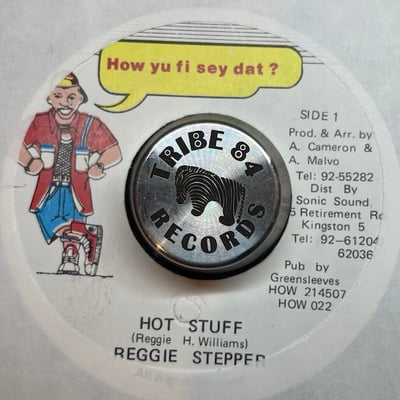 How yu fi sey dat ?
SIDE 1
Prod. & Arr. by
A. Cameron &
A. Malvo
Tel: 92-55282
Dist By
Sonic Sound
5 Retirement
Kingston 5
Tel: 92-61204
62036
Pub by
Greensleeves
HOW 214507
HOW 022
TRIBE 84
RECORDS
HOT STUFF
(Reggie H. Williams)
REGGIE STEPPER